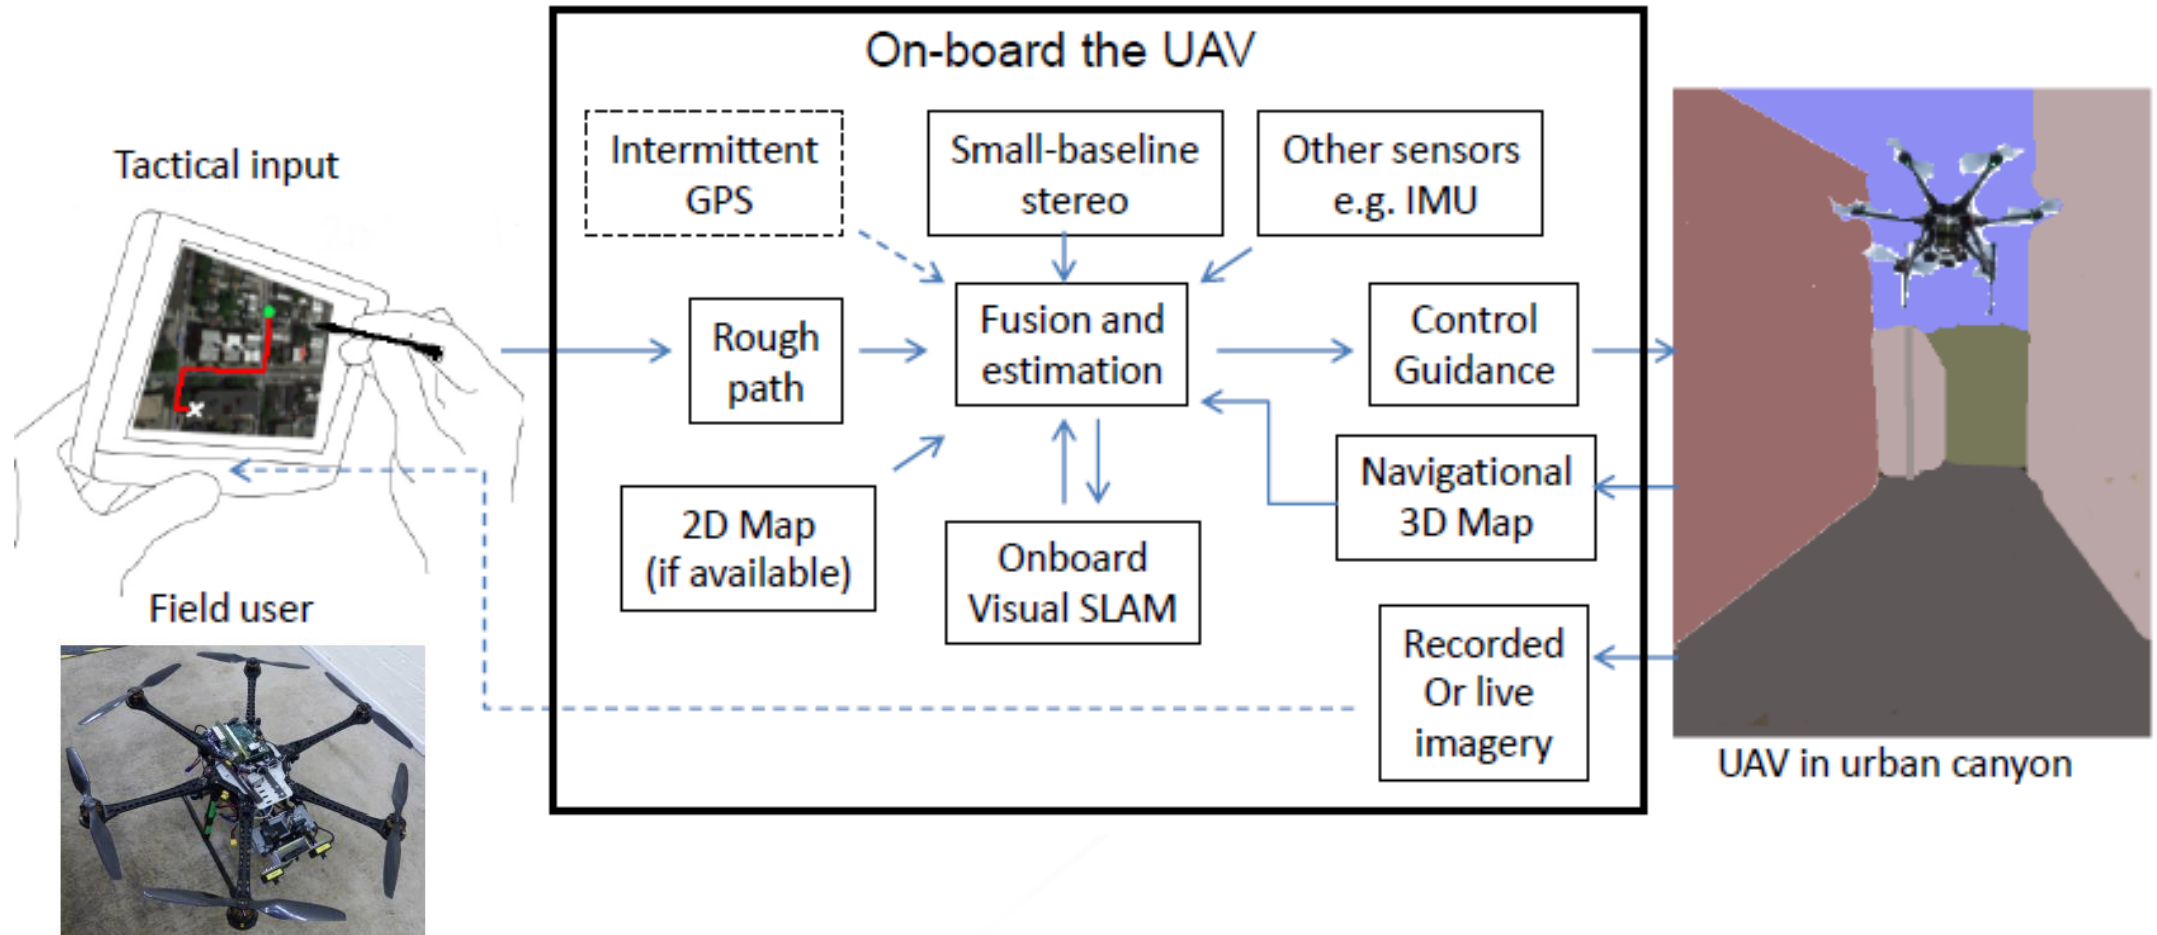 On-board the UAV
Tactical input
Intermittent
GPS
Small-baseline
stereo
Other sensors
e.g. IMU
Rough
path
Fusion and
estimation
Control
Guidance
2D Map
(if available)
Onboard
Visual SLAM
Navigational
3D Map
Recorded
Or live
imagery
Field user
UAV in urban canyon